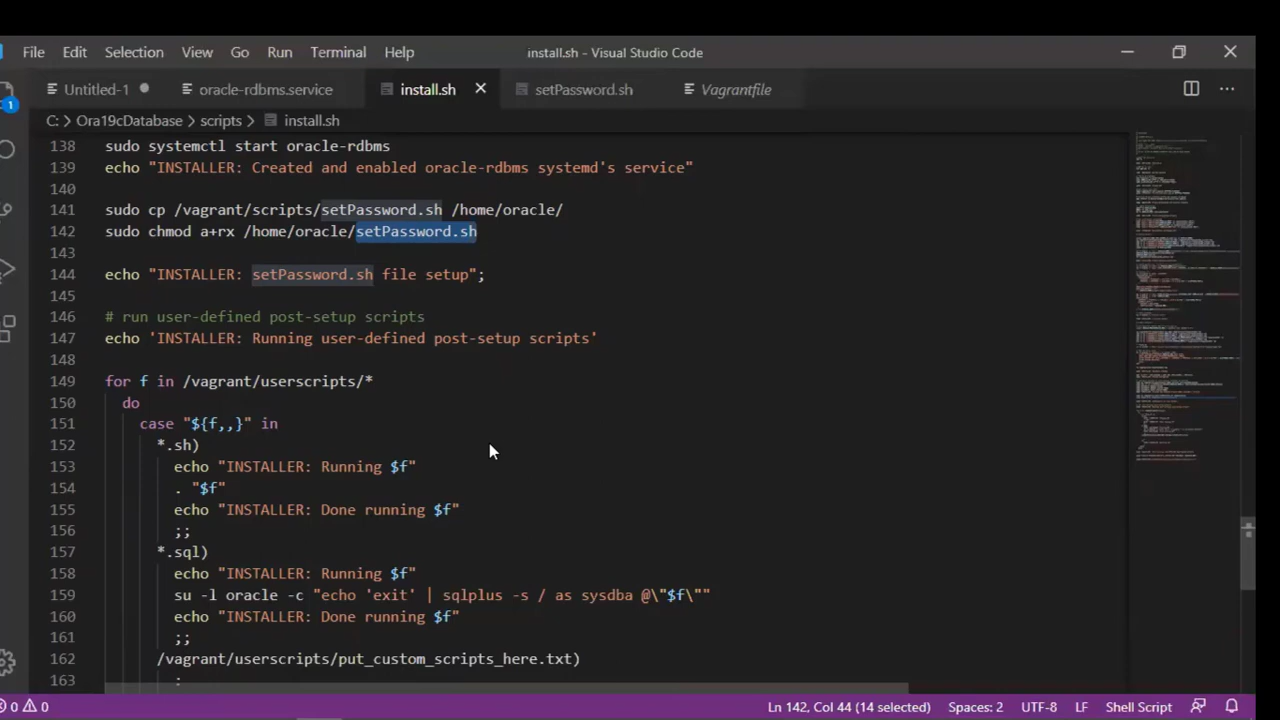 File Edit Selection View Go Run Terminal Help install.sh - Visual Studio Code
Untitled-1 oracle-rdbms.service install.sh setPassword.sh Vagrantfile
1
C: > Ora19cDatabase > scripts > install.sh
138 sudo systemctl start oracle-rdbms
139 echo "INSTALLER: Created and enabled oracle-rdbms systemd's service"
140
141 sudo cp /vagrant/scripts/setPassword.sh /home/oracle/
142 sudo chmod a+rx /home/oracle/setPassword.sh
143
144 echo "INSTALLER: setPassword.sh file setup";
145
146 # run user-defined post-setup scripts
147 echo 'INSTALLER: Running user-defined post-setup scripts'
148
149 for f in /vagrant/userscripts/*
150 do
151 case "${f,,}" in
152 *.sh)
153 echo "INSTALLER: Running $f"
154 . "$f"
155 echo "INSTALLER: Done running $f"
156 ;;
157 *.sql)
158 echo "INSTALLER: Running $f"
159 su -l oracle -c "echo 'exit' | sqlplus -s / as sysdba @\"$f\""
160 echo "INSTALLER: Done running $f"
161 ;;
162 /vagrant/userscripts/put_custom_scripts_here.txt)
163 :
0 0 Ln 142, Col 44 (14 selected) Spaces: 2 UTF-8 LF Shell Script